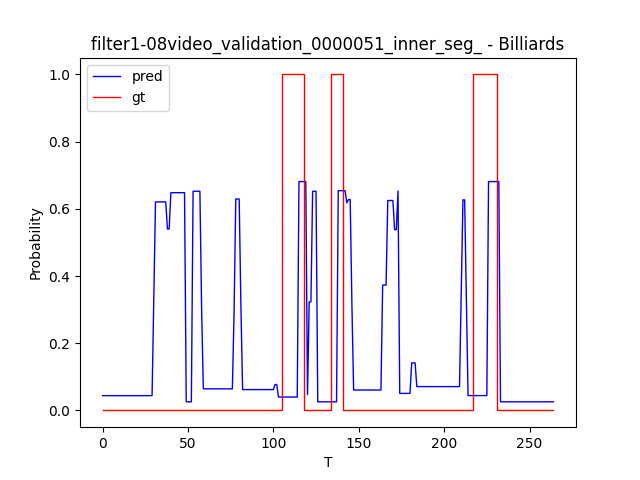 filter1-08video_validation_0000051_inner_seg_ - Billiards
pred
gt
1.0
0.8
0.6
0.4
0.2
0.0
Probability
0
50
100
150
200
250
T